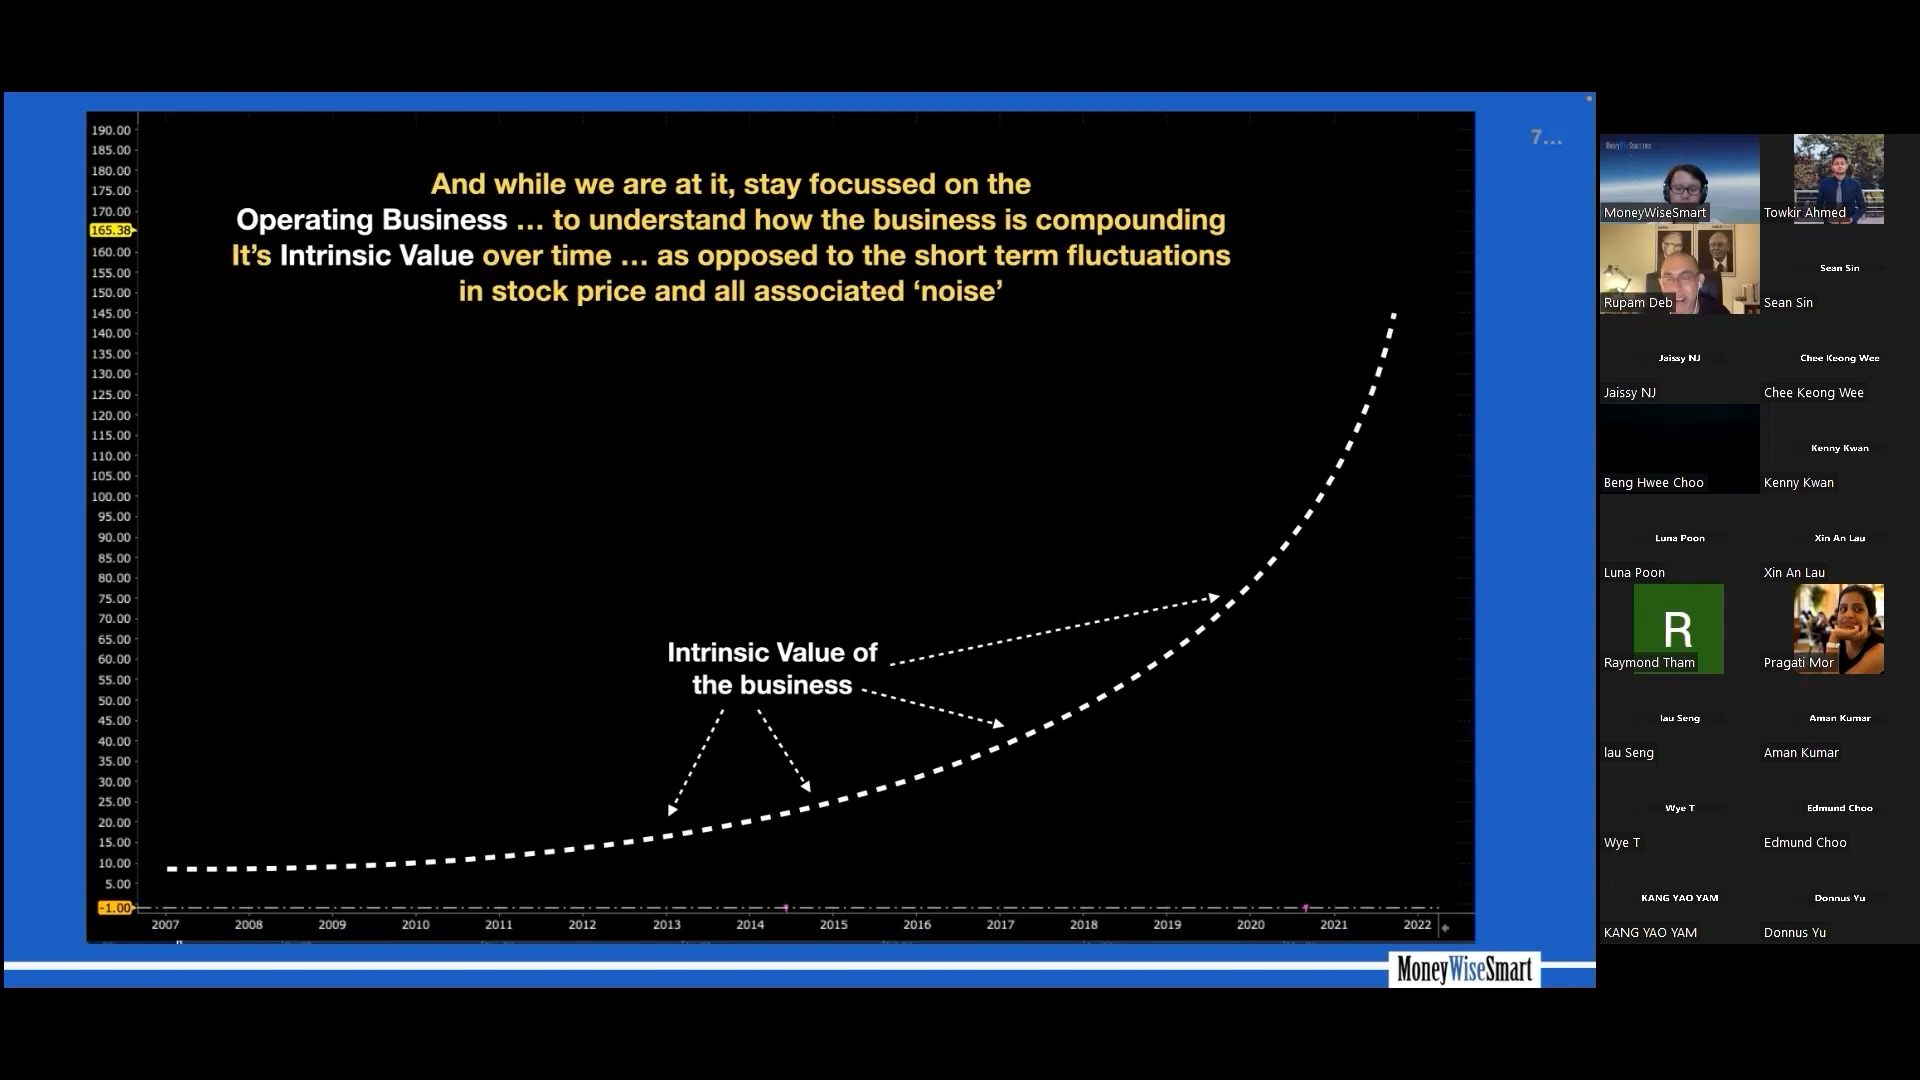 7...
And while we are at it, stay focussed on the
Operating Business ... to understand how the business is compounding
It’s Intrinsic Value over time ... as opposed to the short term fluctuations
in stock price and all associated ‘noise’
190.00
185.00
180.00
175.00
170.00
165.38
160.00
155.00
150.00
145.00
140.00
135.00
130.00
125.00
120.00
115.00
110.00
105.00
100.00
95.00
90.00
85.00
80.00
75.00
70.00
65.00
60.00
55.00
50.00
45.00
40.00
35.00
30.00
25.00
20.00
15.00
10.00
5.00
-1.00
Intrinsic Value of
the business
2007 2008 2009 2010 2011 2012 2013 2014 2015 2016 2017 2018 2019 2020 2021 2022
MoneyWiseSmart
MoneyWiseSmart.com
MoneyWiseSmart
Towkir Ahmed
Rupam Deb
Sean Sin
Sean Sin
Jaissy NJ
Jaissy NJ
Chee Keong Wee
Chee Keong Wee
Beng Hwee Choo
Kenny Kwan
Kenny Kwan
Luna Poon
Luna Poon
Xin An Lau
Xin An Lau
R
Raymond Tham
Pragati Mor
lau Seng
lau Seng
Aman Kumar
Aman Kumar
Wye T
Wye T
Edmund Choo
Edmund Choo
KANG YAO YAM
KANG YAO YAM
Donnus Yu
Donnus Yu